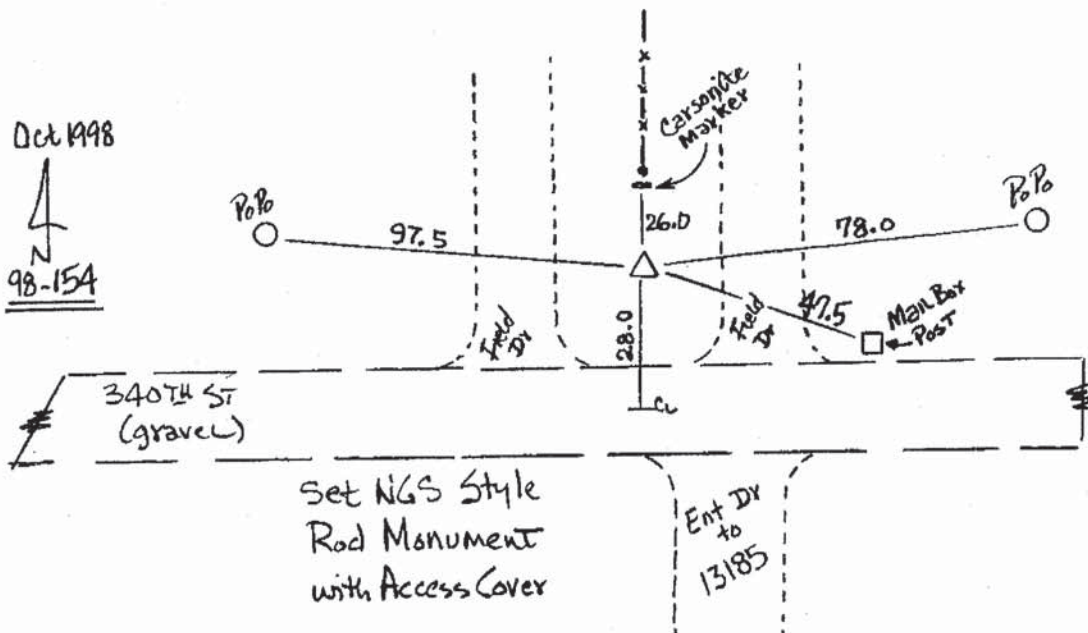 Oct 1998
N
98-154
PoPo
97.5
Carsonite
Marker
26.0
78.0
PoPo
Field
Dr
28.0
Field
Dr
47.5
Mail Box
Post
340TH ST
(gravel)
CL
Set NGS Style
Rod Monument
with Access Cover
Ent Dr
to
13185